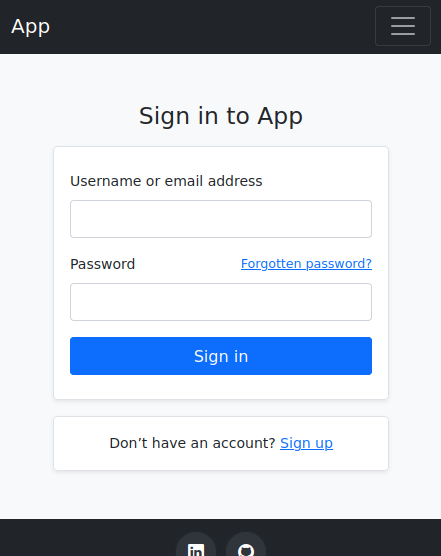 App
Sign in to App
Username or email address
Password Forgotten password?
Sign in
Don’t have an account? Sign up